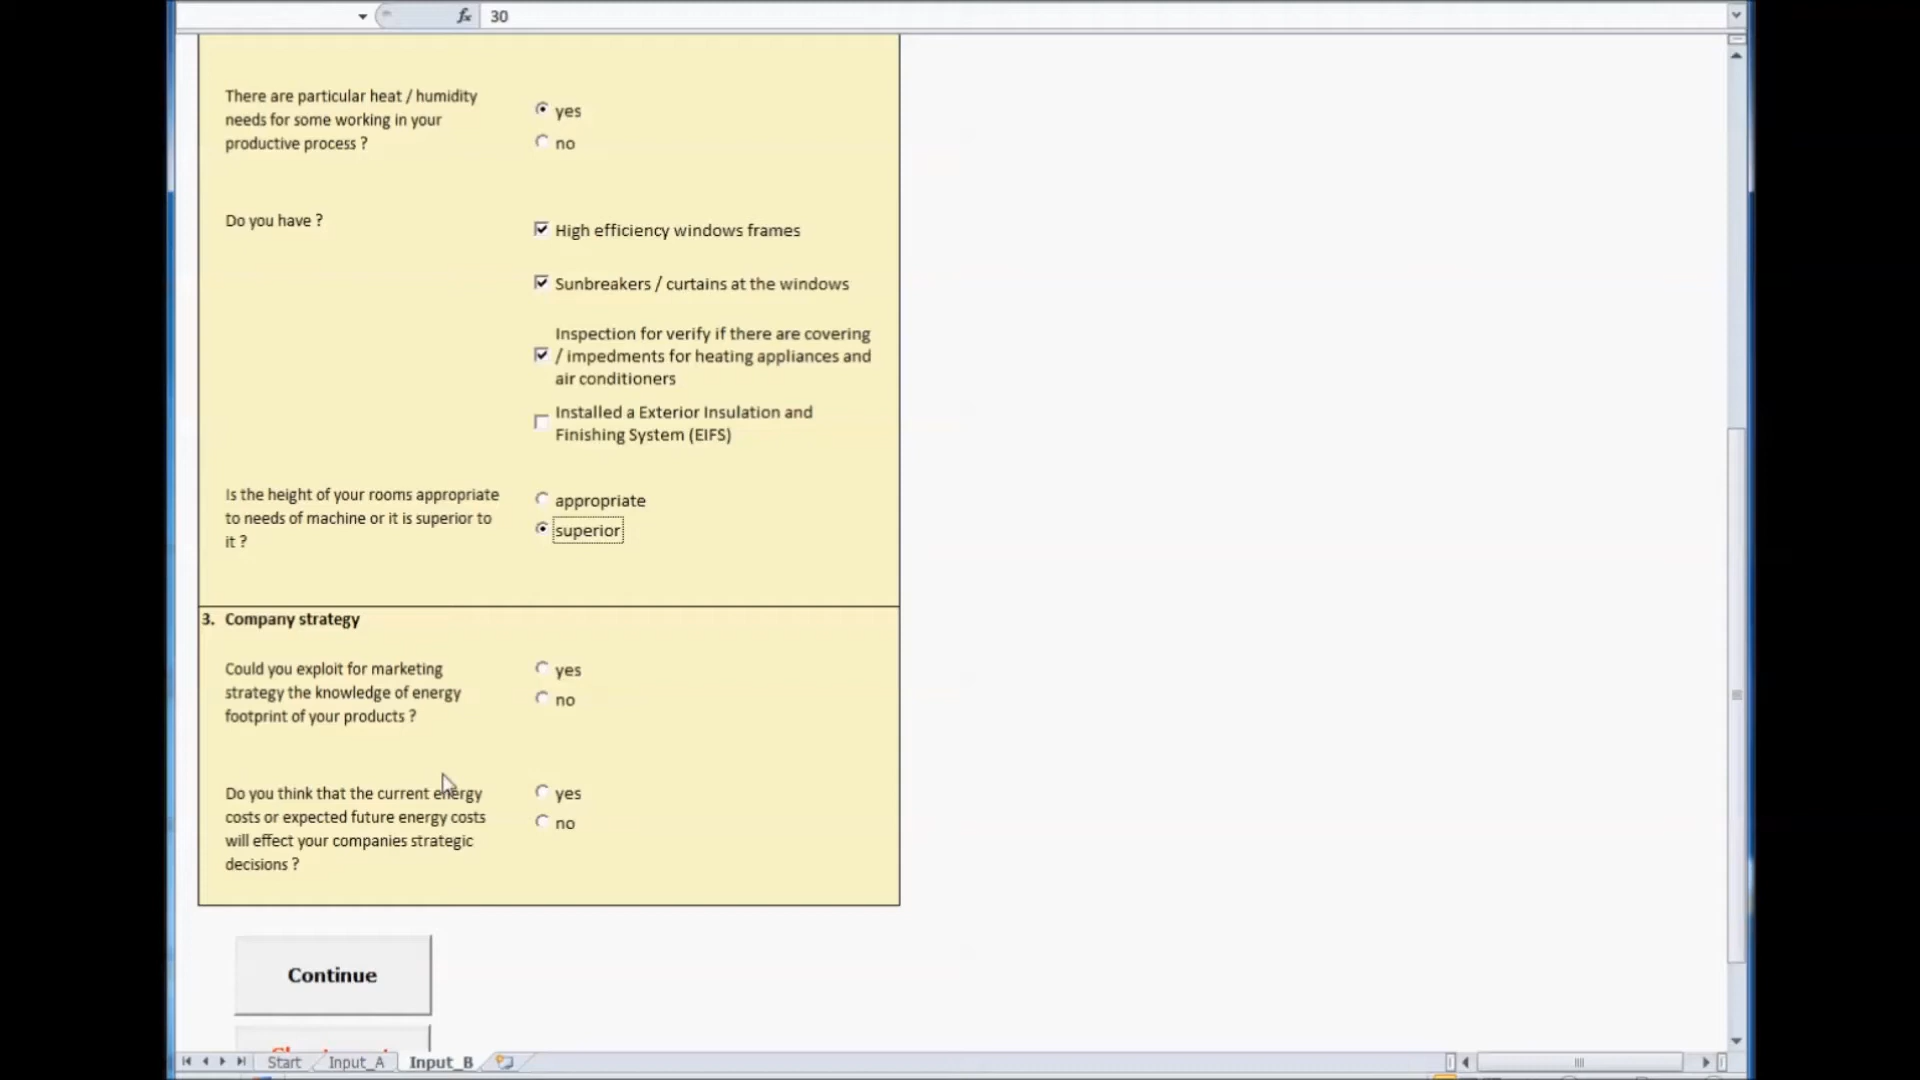 fx 30
There are particular heat / humidity
needs for some working in your
productive process ?
yes
no
Do you have ?
High efficiency windows frames
Sunbreakers / curtains at the windows
Inspection for verify if there are covering
/ impedments for heating appliances and
air conditioners
Installed a Exterior Insulation and
Finishing System (EIFS)
Is the height of your rooms appropriate
to needs of machine or it is superior to
it ?
appropriate
superior
3. Company strategy
Could you exploit for marketing
strategy the knowledge of energy
footprint of your products ?
yes
no
Do you think that the current energy
costs or expected future energy costs
will effect your companies strategic
decisions ?
yes
no
Continue
Start Input_A Input_B